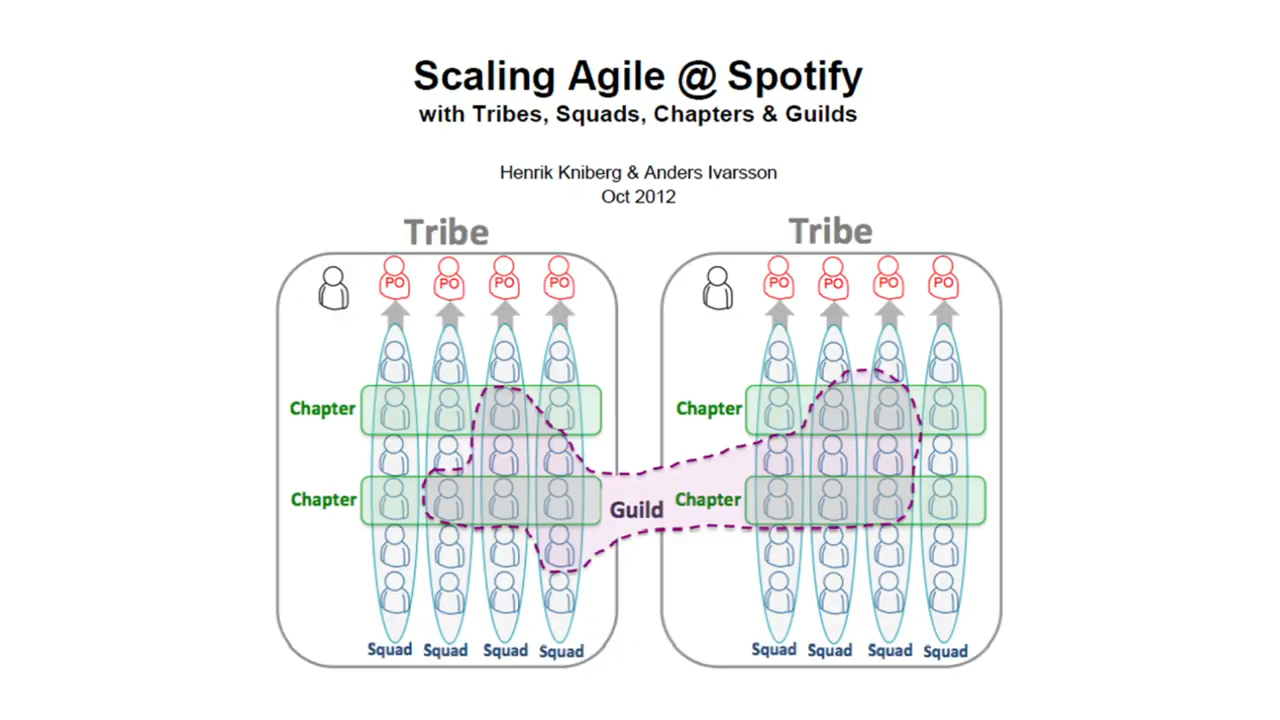 Scaling Agile @ Spotify
with Tribes, Squads, Chapters & Guilds
Henrik Kniberg & Anders Ivarsson
Oct 2012
Tribe
Tribe
PO PO PO PO
PO PO PO PO
Chapter
Chapter
Chapter
Guild
Chapter
Squad Squad Squad Squad
Squad Squad Squad Squad